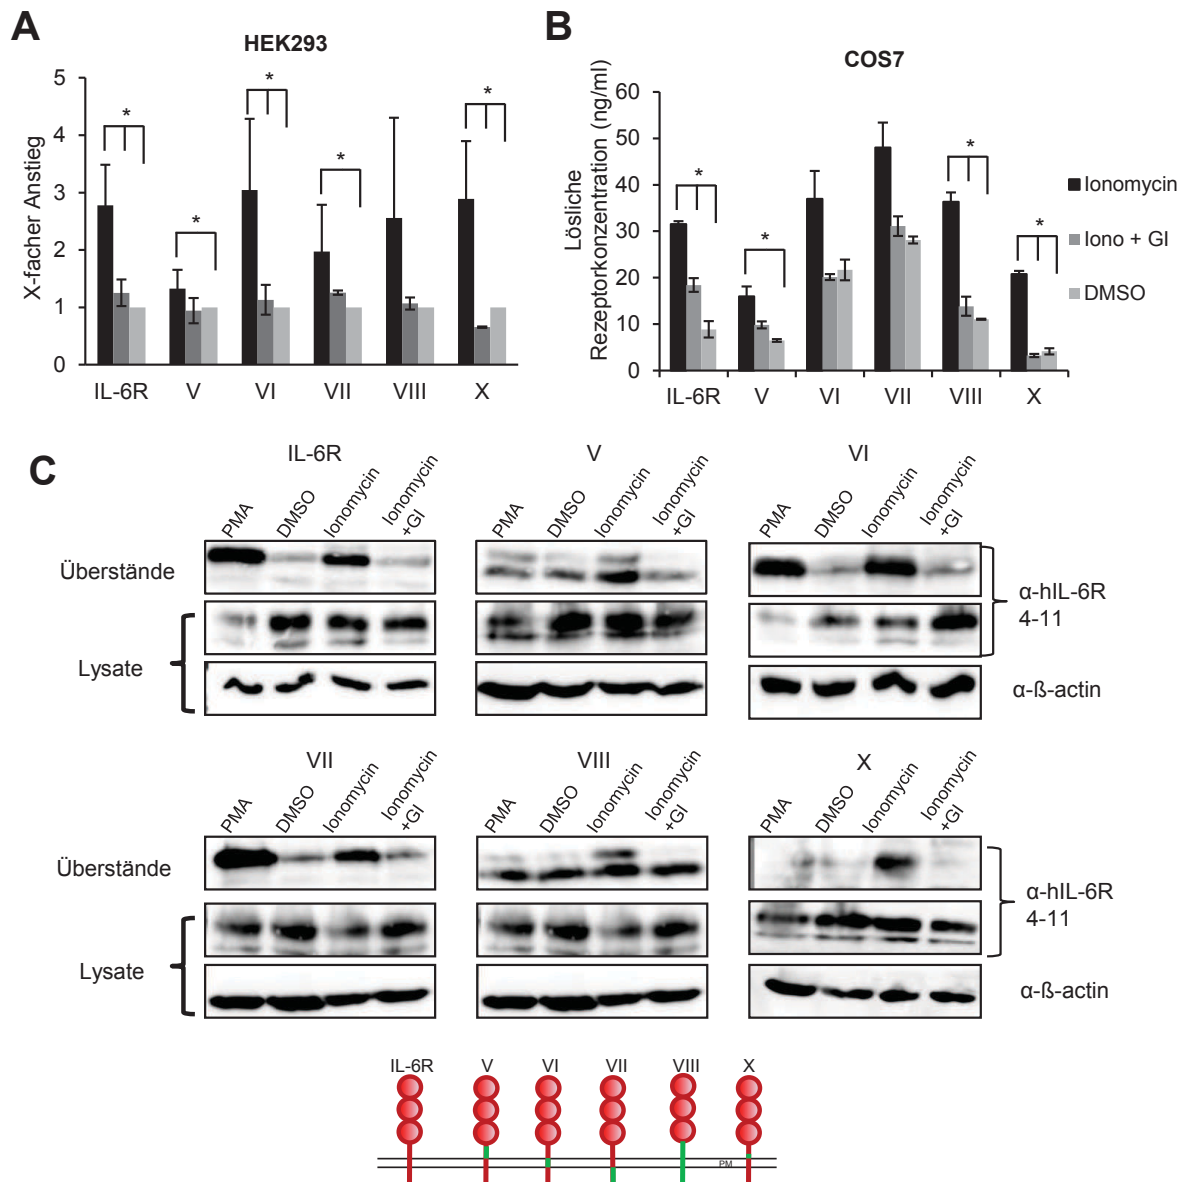 A
HEK293
X-facher Anstieg
5
4
3
2
1
0
* * * * *
IL-6R V VI VII VIII X
B
COS7
Lösliche
Rezeptorkonzentration (ng/ml)
60
50
40
30
20
10
0
* * * *
IL-6R V VI VII VIII X
Ionomycin
Iono + GI
DMSO
C
IL-6R V VI
PMA DMSO Ionomycin Ionomycin +GI PMA DMSO Ionomycin Ionomycin +GI PMA DMSO Ionomycin Ionomycin +GI
Überstände
Lysate
α-hIL-6R
4-11
α-ß-actin
VII VIII X
PMA DMSO Ionomycin Ionomycin +GI PMA DMSO Ionomycin Ionomycin +GI PMA DMSO Ionomycin Ionomycin +GI
Überstände
Lysate
α-hIL-6R
4-11
α-ß-actin
IL-6R V VI VII VIII X
PM